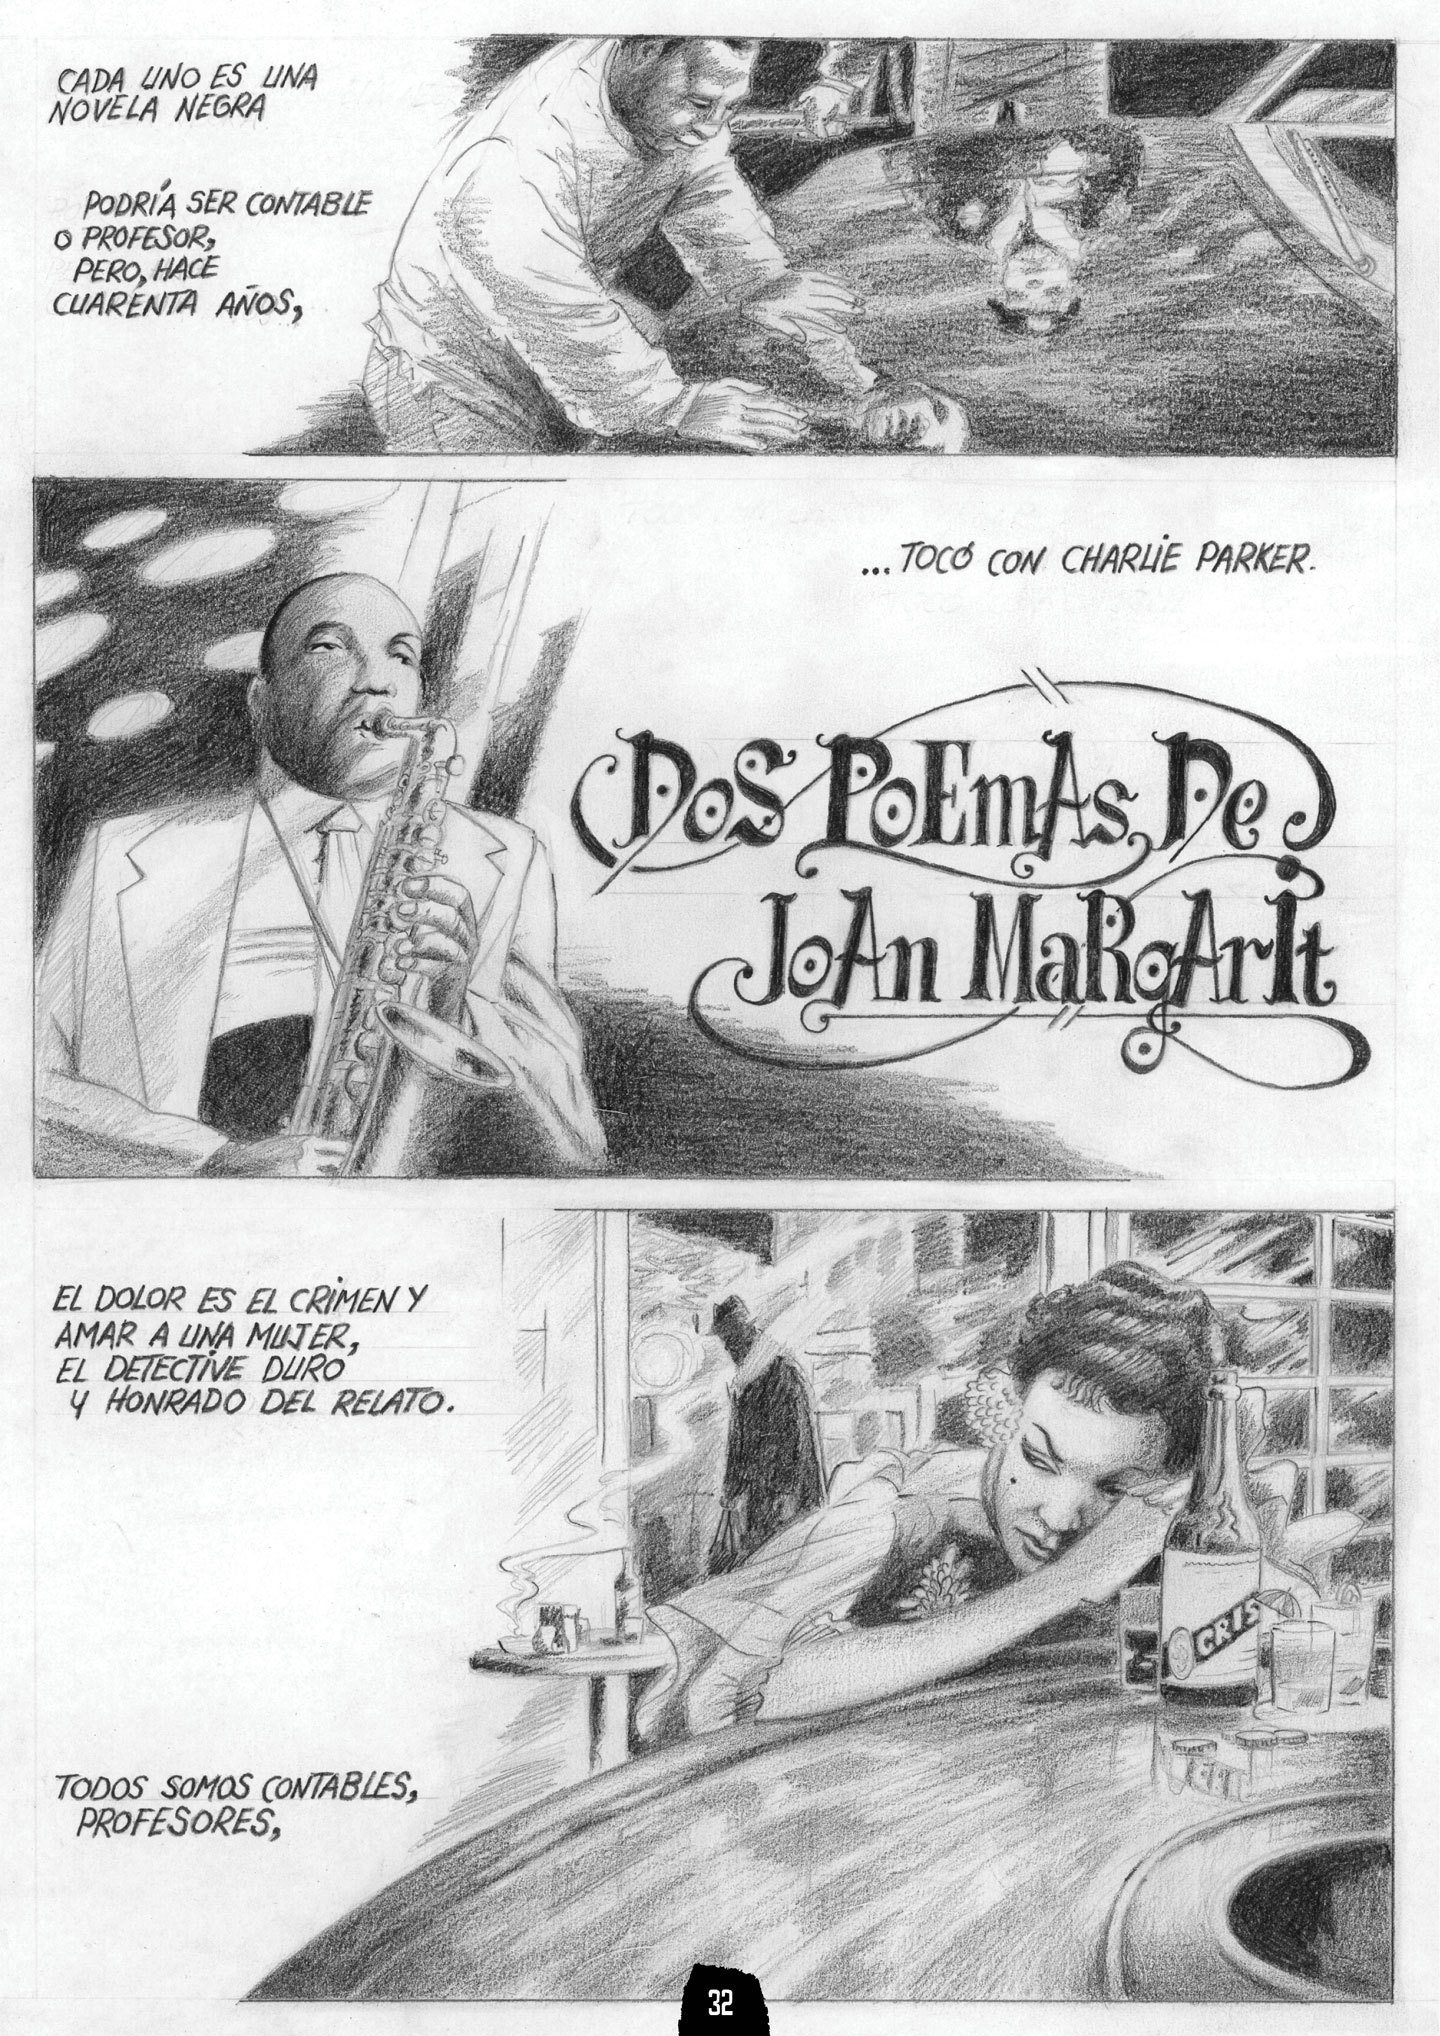 CADA UNO ES UNA
NOVELA NEGRA
PODRÍA SER CONTABLE
O PROFESOR,
PERO, HACE
CUARENTA AÑOS,
...TOCÓ CON CHARLIE PARKER.
DOS POEMAS DE
JOAN MARGARIT
EL DOLOR ES EL CRIMEN Y
AMAR A UNA MUJER,
EL DETECTIVE DURO
Y HONRADO DEL RELATO.
CRIS
TODOS SOMOS CONTABLES,
PROFESORES,
32